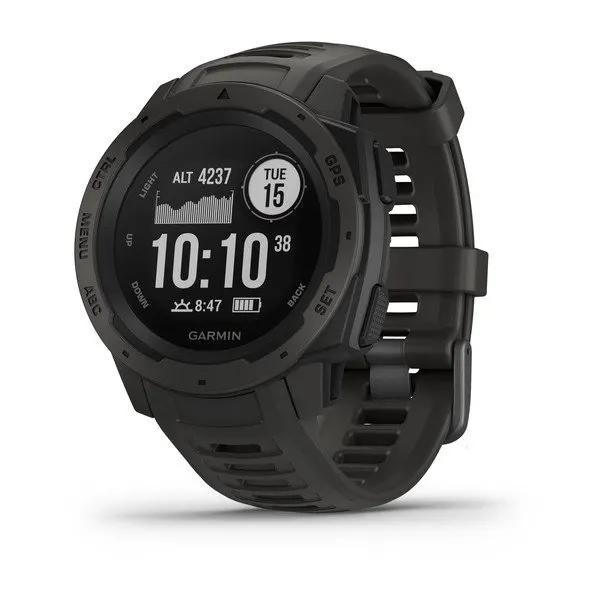 CTRL
MENU
ABC
GPS
SET
LIGHT
UP
DOWN
BACK
ALT 4237
TUE
15
10:10 38
8:47
GARMIN